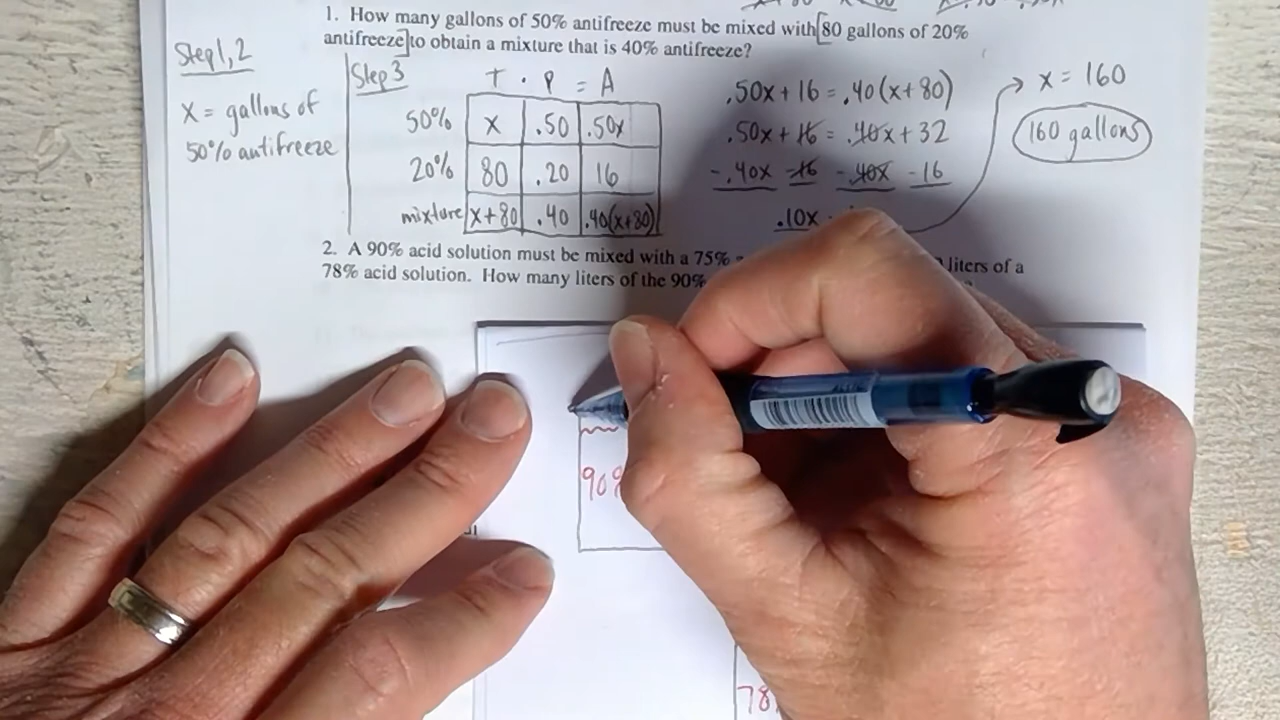 1. How many gallons of 50% antifreeze must be mixed with [80 gallons of 20%
antifreeze] to obtain a mixture that is 40% antifreeze?
Step 1, 2
x = gallons of
50% antifreeze
Step 3
T · P = A
50% x .50 .50x
20% 80 .20 16
mixture x+80 .40 .40(x+80)
.50x + 16 = .40(x+80)
.50x + 16 = .40x + 32
-.40x -16 -.40x -16
.10x
x = 160
160 gallons
2. A 90% acid solution must be mixed with a 75% liters of a
78% acid solution. How many liters of the 90%
90%
78